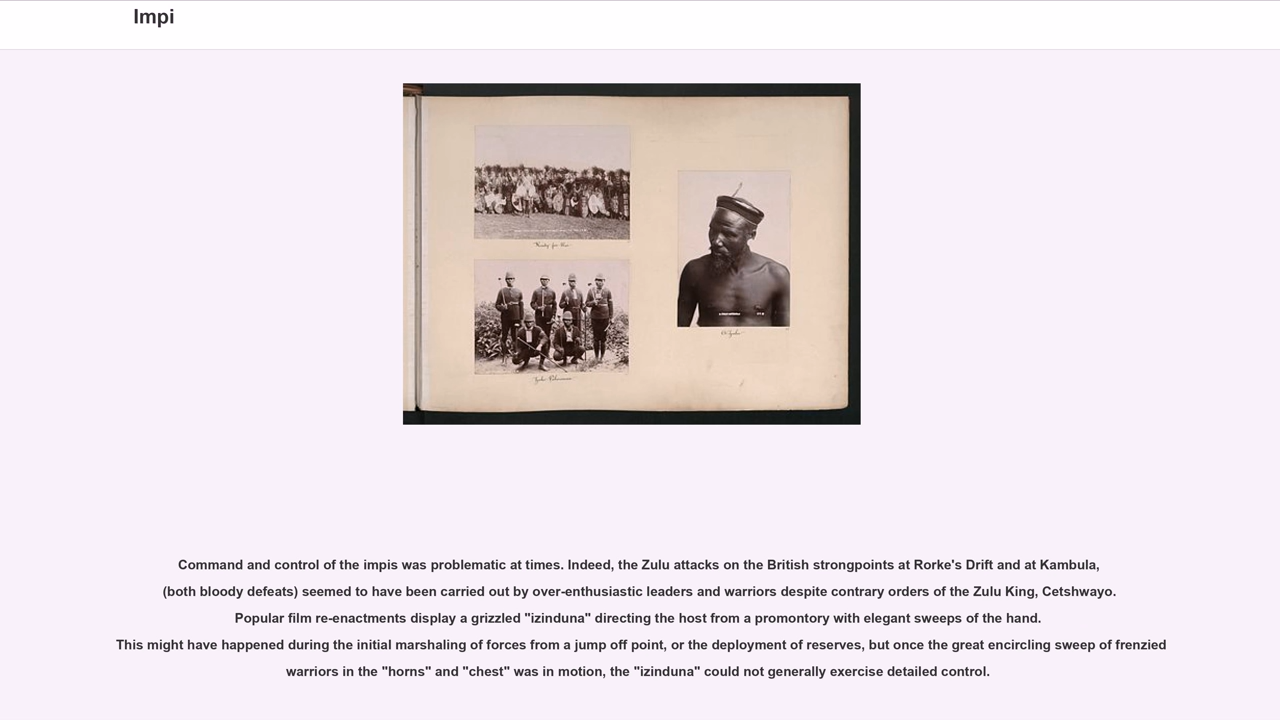 Impi
Command and control of the impis was problematic at times. Indeed, the Zulu attacks on the British strongpoints at Rorke's Drift and at Kambula,
(both bloody defeats) seemed to have been carried out by over-enthusiastic leaders and warriors despite contrary orders of the Zulu King, Cetshwayo.
Popular film re-enactments display a grizzled "izinduna" directing the host from a promontory with elegant sweeps of the hand.
This might have happened during the initial marshaling of forces from a jump off point, or the deployment of reserves, but once the great encircling sweep of frenzied
warriors in the "horns" and "chest" was in motion, the "izinduna" could not generally exercise detailed control.